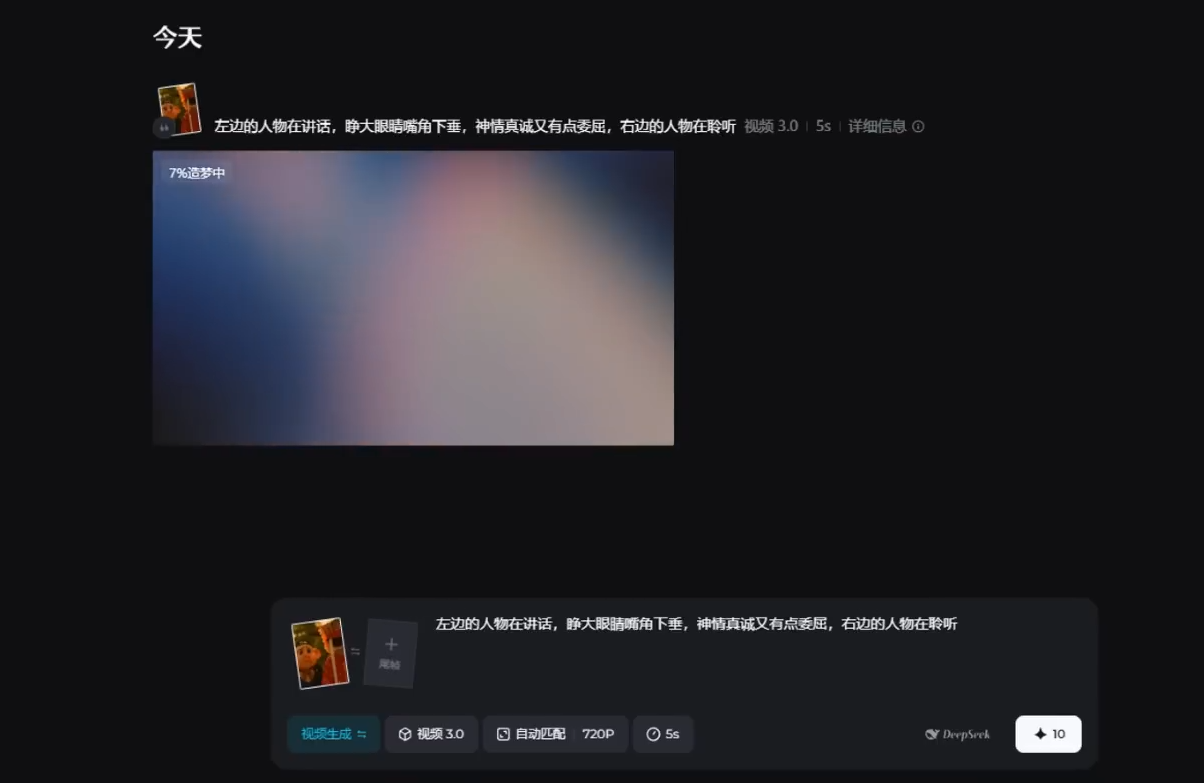 今天
左边的人物在讲话，睁大眼睛嘴角下垂，神情真诚又有点委屈，右边的人物在聆听 视频 3.0 | 5s | 详细信息
7%造梦中
左边的人物在讲话，睁大眼睛嘴角下垂，神情真诚又有点委屈，右边的人物在聆听
尾帧
视频生成 视频 3.0 自动匹配 720P 5s DeepSeek 10